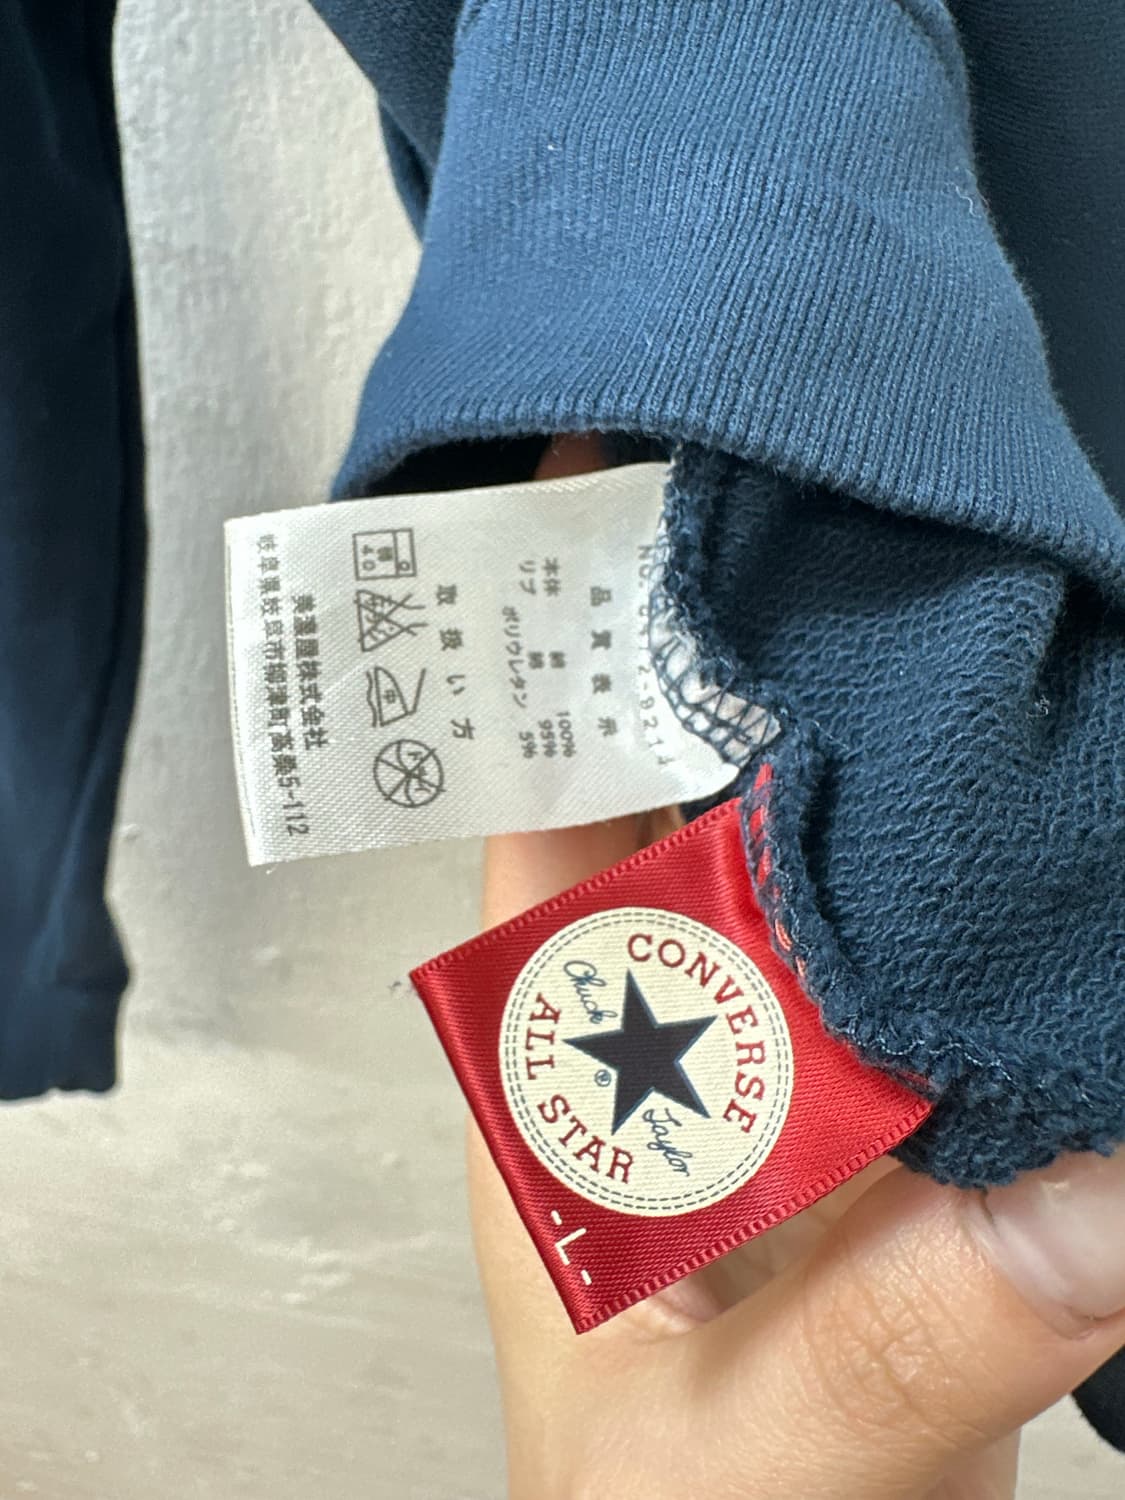 品質表示
本体 綿 100%
リブ 綿 95%
ポリウレタン 5%
取扱い方
美濃屋株式会社
岐阜県岐阜市柳津町高桑5-112
CONVERSE
Chuck Taylor
®
ALL STAR
-L-